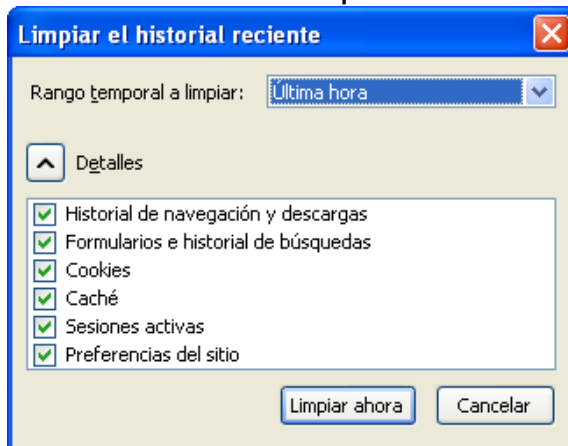 Limpiar el historial reciente
Rango temporal a limpiar: Última hora
Detalles
Historial de navegación y descargas
Formularios e historial de búsquedas
Cookies
Caché
Sesiones activas
Preferencias del sitio
Limpiar ahora Cancelar